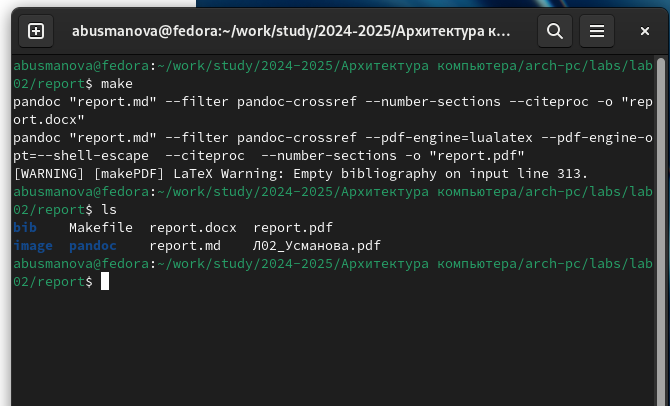 abusmanova@fedora:~/work/study/2024-2025/Архитектура к...
abusmanova@fedora:~/work/study/2024-2025/Архитектура компьютера/arch-pc/labs/lab
02/report$ make
pandoc "report.md" --filter pandoc-crossref --number-sections --citeproc -o "rep
ort.docx"
pandoc "report.md" --filter pandoc-crossref --pdf-engine=lualatex --pdf-engine-o
pt=--shell-escape  --citeproc  --number-sections -o "report.pdf"
[WARNING] [makePDF] LaTeX Warning: Empty bibliography on input line 313.
abusmanova@fedora:~/work/study/2024-2025/Архитектура компьютера/arch-pc/labs/lab
02/report$ ls
bib    Makefile  report.docx  report.pdf
image  pandoc    report.md    Л02_Усманова.pdf
abusmanova@fedora:~/work/study/2024-2025/Архитектура компьютера/arch-pc/labs/lab
02/report$